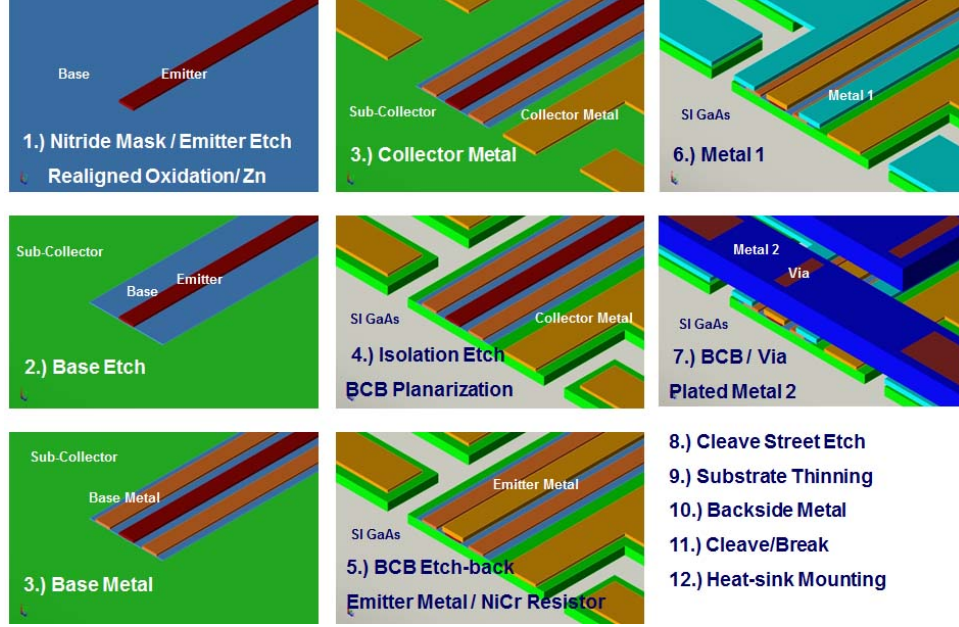 Base
Emitter
1.) Nitride Mask / Emitter Etch
Realigned Oxidation/ Zn
Sub-Collector
Base
Emitter
2.) Base Etch
Sub-Collector
Base Metal
3.) Base Metal
Sub-Collector
Collector Metal
3.) Collector Metal
SI GaAs
Collector Metal
4.) Isolation Etch
BCB Planarization
Emitter Metal
SI GaAs
5.) BCB Etch-back
Emitter Metal / NiCr Resistor
Metal 1
SI GaAs
6.) Metal 1
Metal 2
Via
SI GaAs
7.) BCB / Via
Plated Metal 2
8.) Cleave Street Etch
9.) Substrate Thinning
10.) Backside Metal
11.) Cleave/Break
12.) Heat-sink Mounting